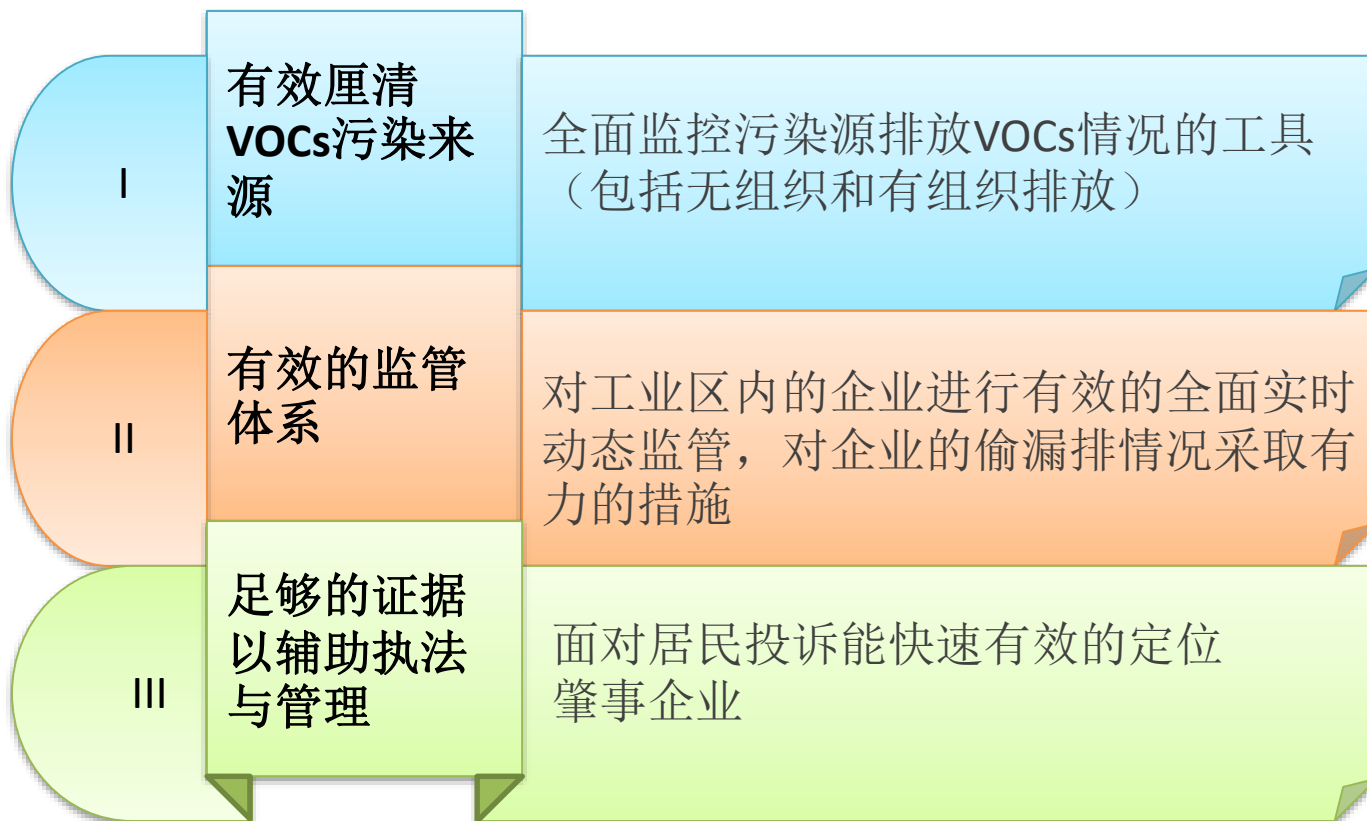 I
有效厘清
VOCs污染来
源
全面监控污染源排放VOCs情况的工具
（包括无组织和有组织排放）
II
有效的监管
体系
对工业区内的企业进行有效的全面实时
动态监管，对企业的偷漏排情况采取有
力的措施
III
足够的证据
以辅助执法
与管理
面对居民投诉能快速有效的定位
肇事企业